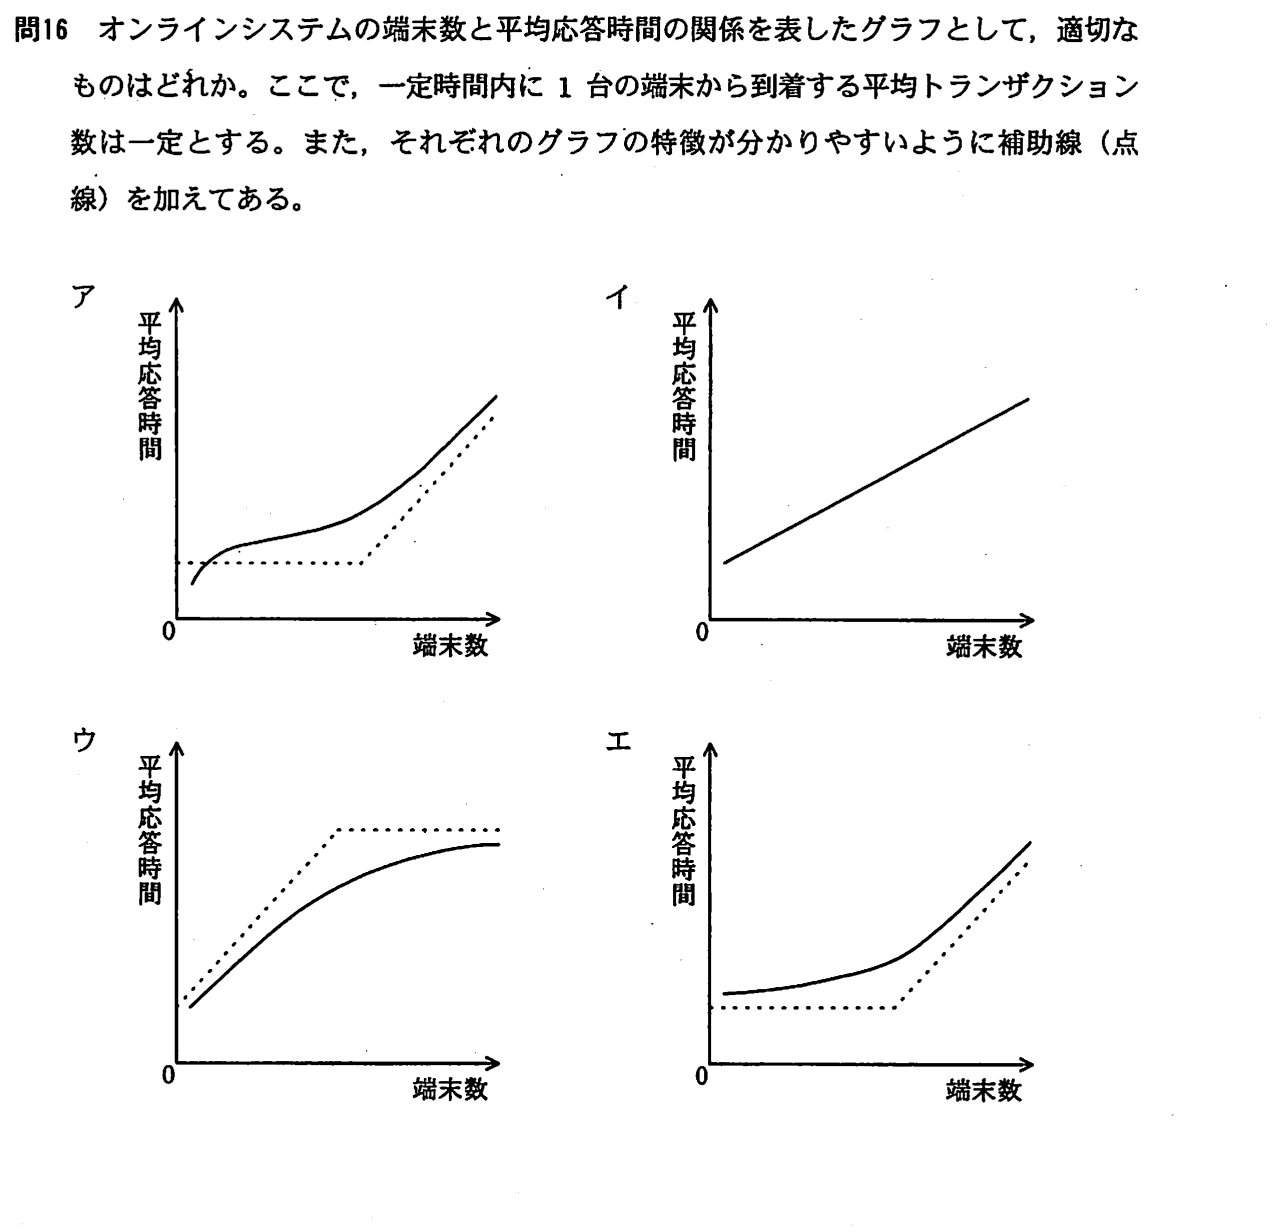 問16 オンラインシステムの端末数と平均応答時間の関係を表したグラフとして，適切な
ものはどれか。ここで，一定時間内に 1 台の端末から到着する平均トランザクション
数は一定とする。また，それぞれのグラフの特徴が分かりやすいように補助線（点
線）を加えてある。
ア
平均応答時間
0
端末数
イ
平均応答時間
0
端末数
ウ
平均応答時間
0
端末数
エ
平均応答時間
0
端末数